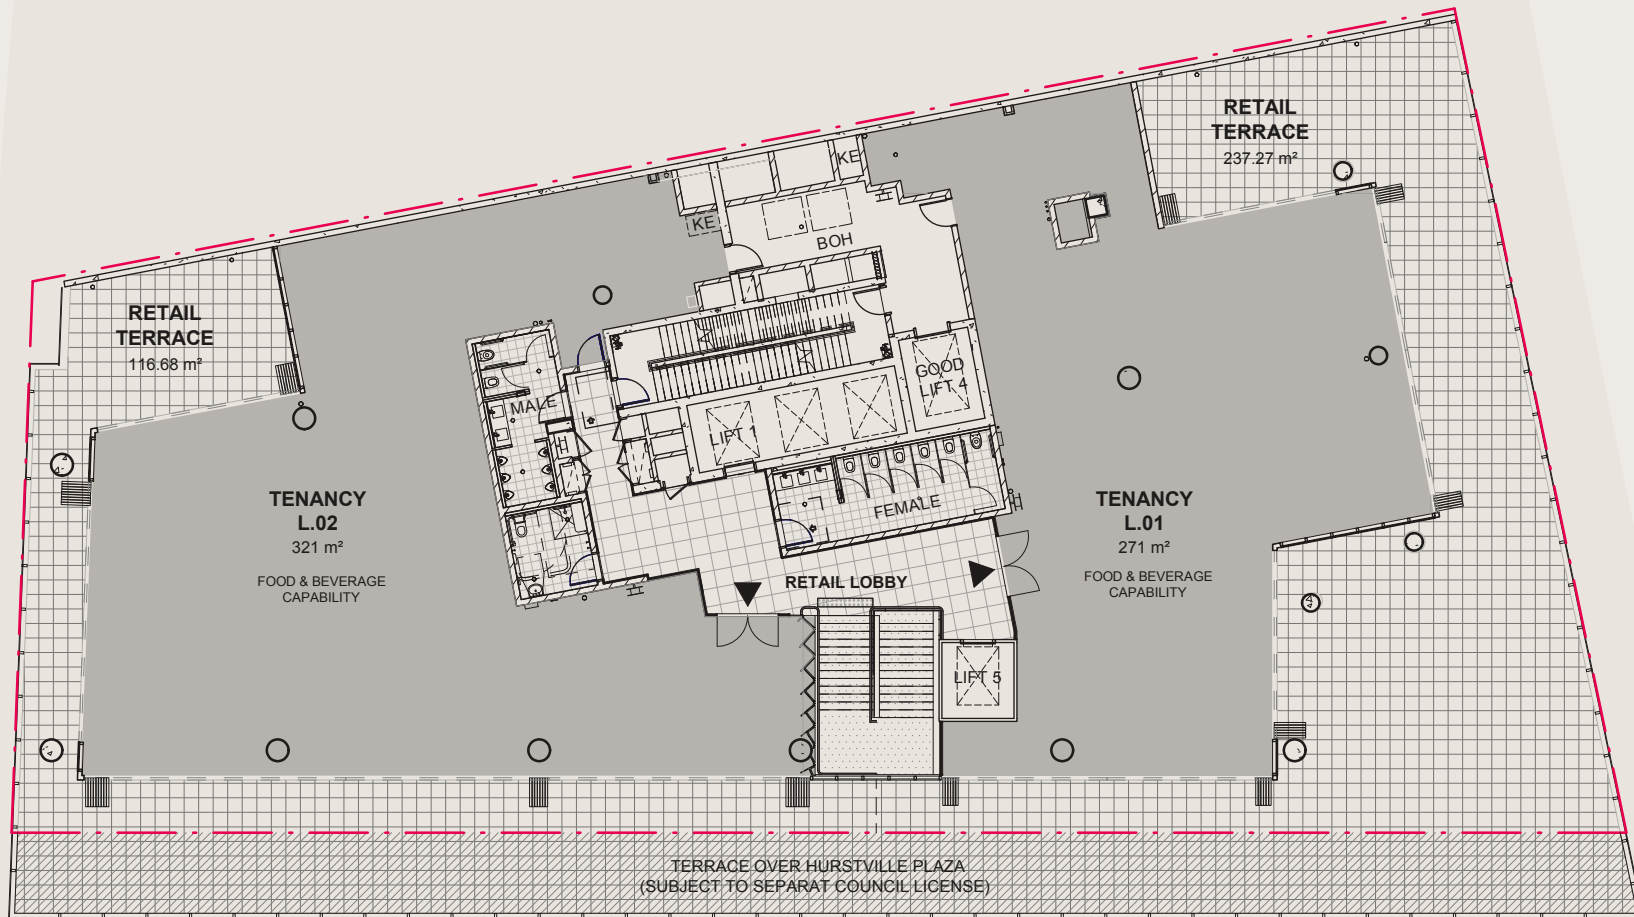 RETAIL
TERRACE
237.27 m²
KE
KE
BOH
RETAIL
TERRACE
116.68 m²
GOOD
LIFT 4
MALE
LIFT 1
TENANCY
L.02
321 m²
FOOD & BEVERAGE
CAPABILITY
FEMALE
TENANCY
L.01
271 m²
FOOD & BEVERAGE
CAPABILITY
RETAIL LOBBY
LIFT 5
TERRACE OVER HURSTVILLE PLAZA
(SUBJECT TO SEPARAT COUNCIL LICENSE)